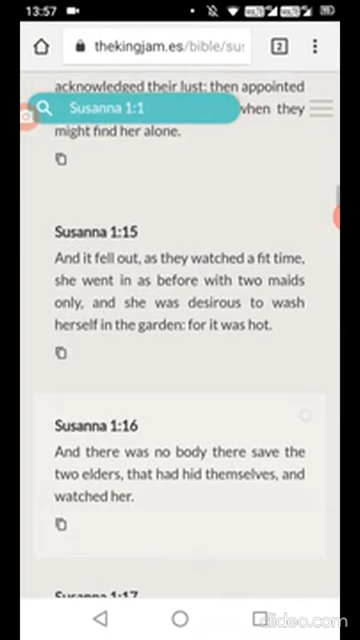 13:57
thekingjam.es/bible/su
2
acknowledged their lust: then appointed
Susanna 1:1
when they
might find her alone.
Susanna 1:15
And it fell out, as they watched a fit time,
she went in as before with two maids
only, and she was desirous to wash
herself in the garden: for it was hot.
Susanna 1:16
And there was no body there save the
two elders, that had hid themselves, and
watched her.
Susanna 1:17
clideo.com